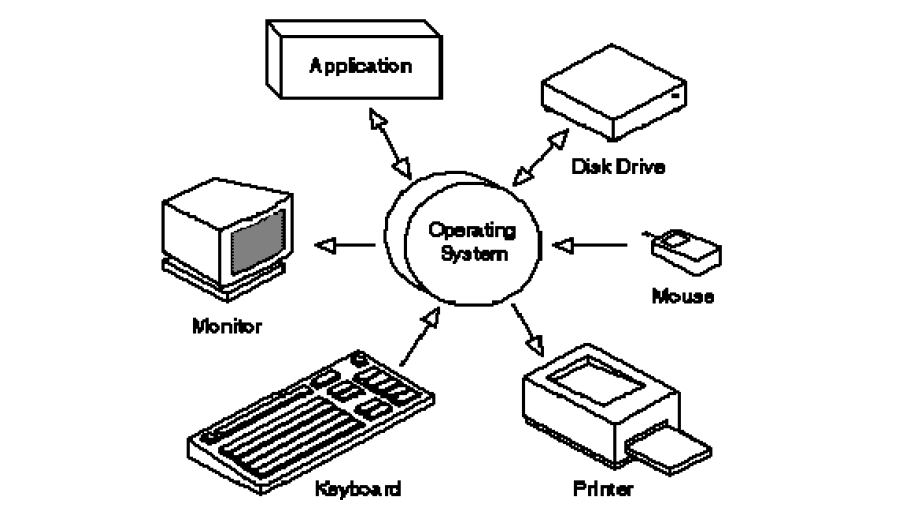 Application
Disk Drive
Operating
System
Mouse
Monitor
Keyboard
Printer